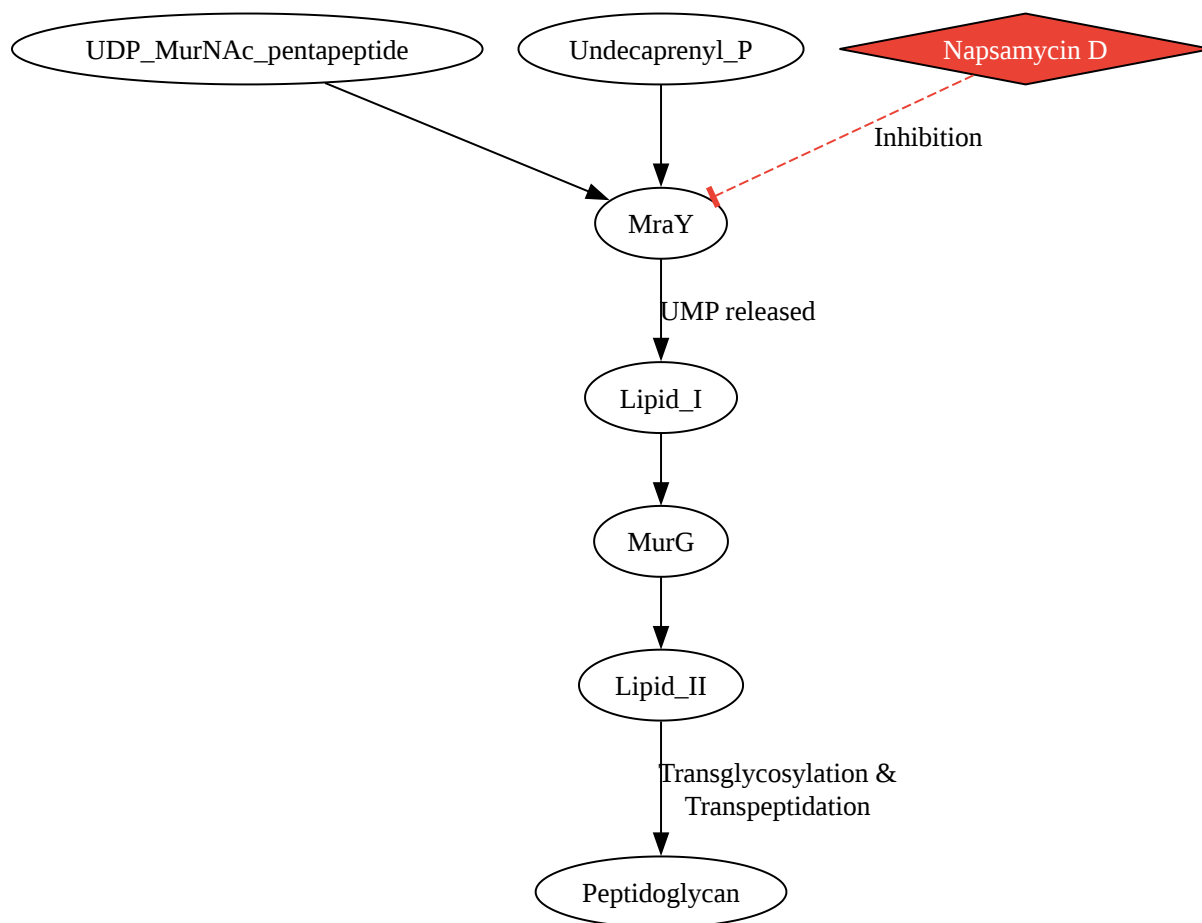 UDP_MurNAc_pentapeptide
Undecaprenyl_P
Napsamycin D
Inhibition
MraY
UMP released
Lipid_I
MurG
Lipid_II
Transglycosylation &
Transpeptidation
Peptidoglycan